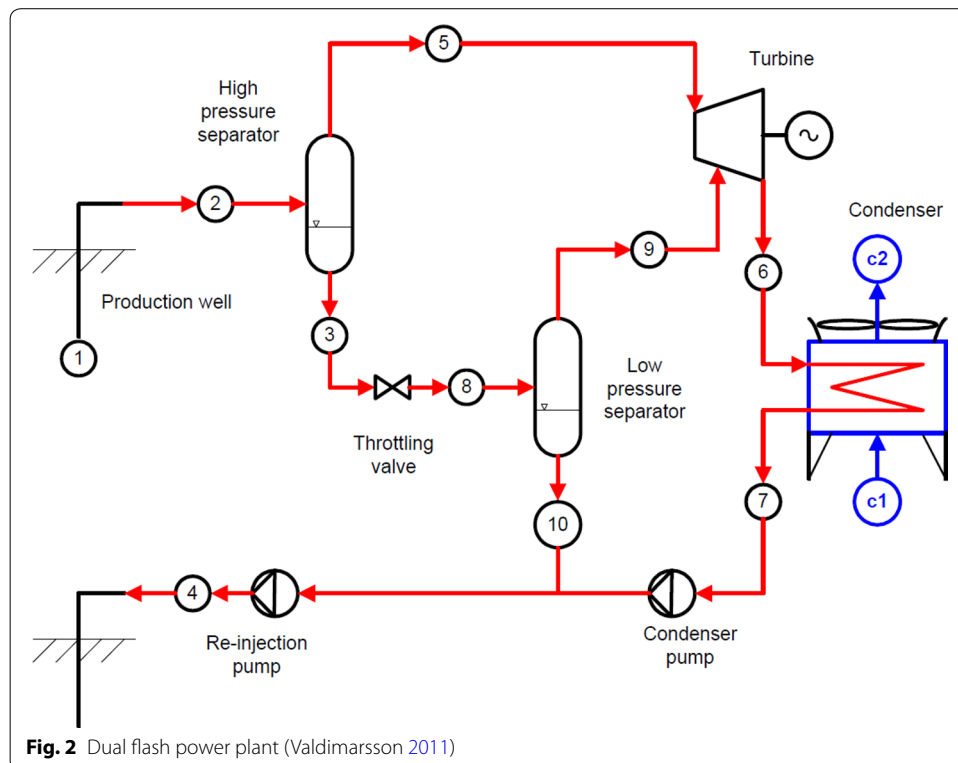 5
Turbine
High
pressure
separator
2
Condenser
9
c2
6
Production well
3
1
8
Low
pressure
separator
Throttling
valve
7
c1
10
4
Re-injection
pump
Condenser
pump
Fig. 2 Dual flash power plant (Valdimarsson 2011)